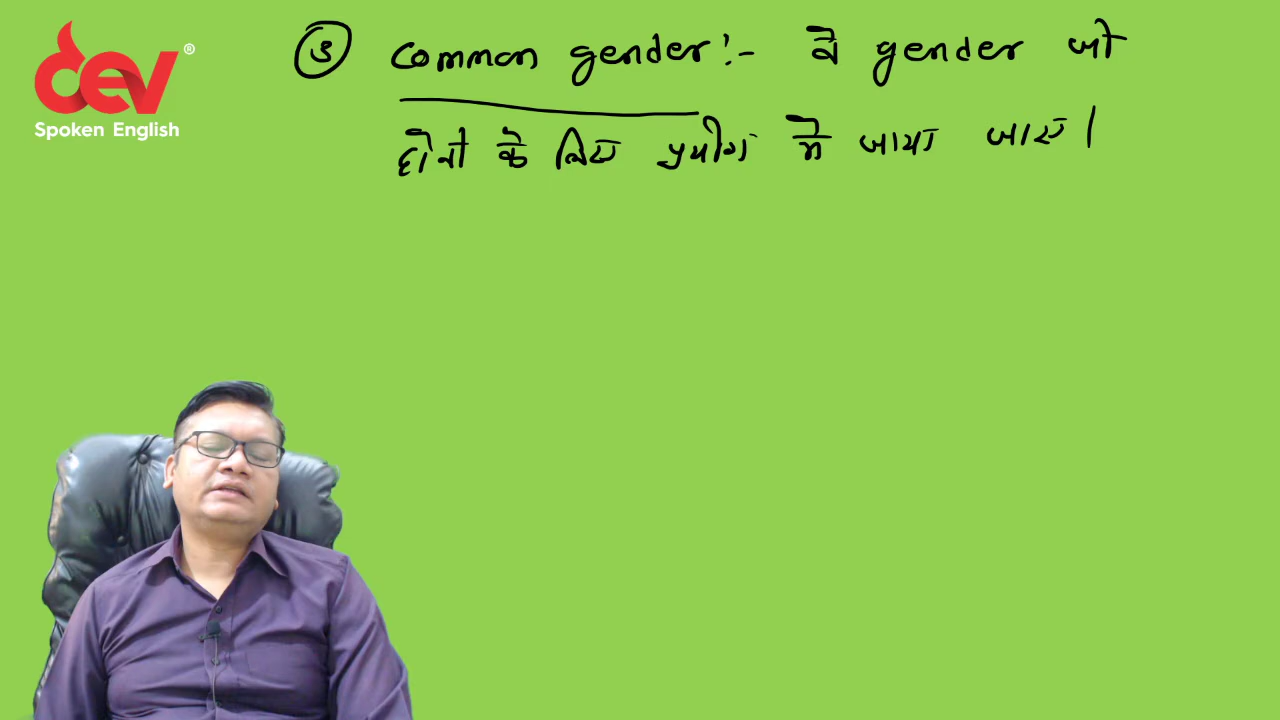 dev®
Spoken English
③ Common gender:- वे gender जो
दोनों के लिए प्रयोग में जाया जाए।